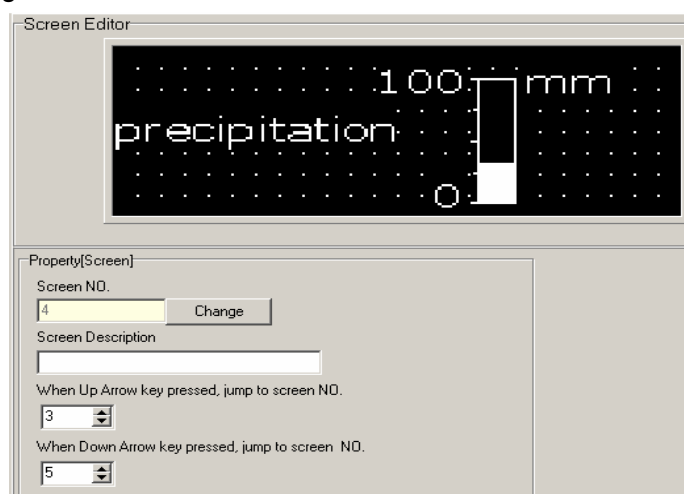 Screen Editor
100 mm
precipitation
0
Property[Screen]
Screen NO.
4 Change
Screen Description
When Up Arrow key pressed, jump to screen NO.
3
When Down Arrow key pressed, jump to screen NO.
5